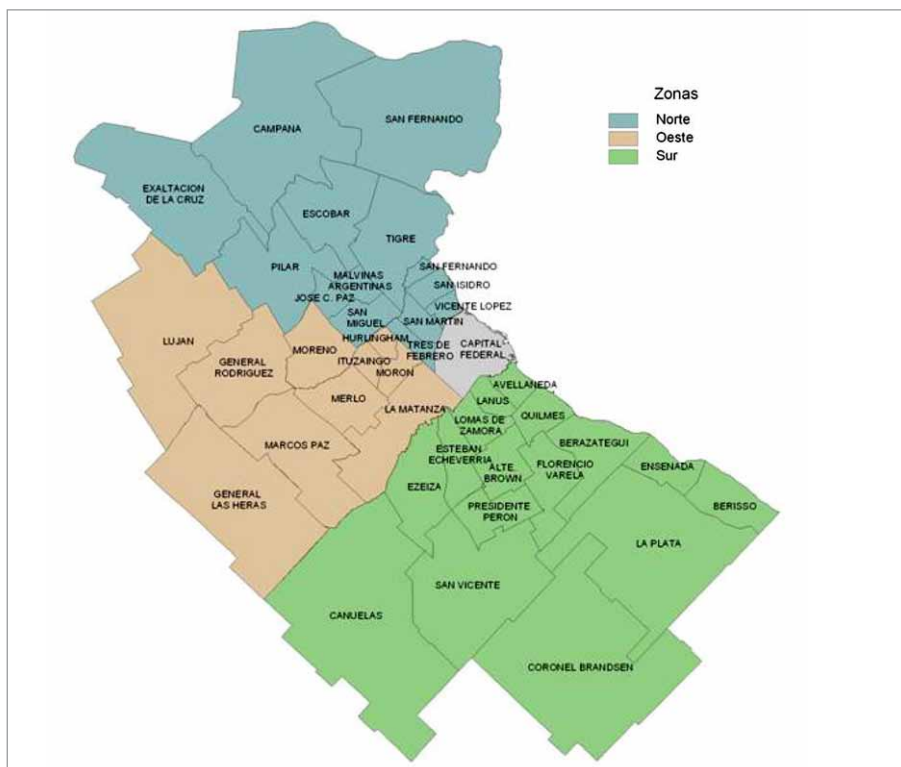 Zonas
Norte
Oeste
Sur
SAN FERNANDO
CAMPANA
EXALTACION
DE LA CRUZ
ESCOBAR
TIGRE
PILAR
SAN FERNANDO
MALVINAS
ARGENTINAS
SAN ISIDRO
JOSE C. PAZ
VICENTE LOPEZ
SAN
MIGUEL
SAN MARTIN
HURLINGHAM
LUJAN
MORENO
TRES DE
FEBRERO
CAPITAL
FEDERAL
ITUZAINGO
GENERAL
RODRIGUEZ
MORON
AVELLANEDA
MERLO
LANUS
LA MATANZA
QUILMES
LOMAS DE
ZAMORA
MARCOS PAZ
BERAZATEGUI
ESTEBAN
ECHEVERRIA
FLORENCIO
VARELA
ENSENADA
ALTE.
BROWN
EZEIZA
GENERAL
LAS HERAS
PRESIDENTE
PERON
BERISSO
LA PLATA
SAN VICENTE
CANUELAS
CORONEL BRANDSEN